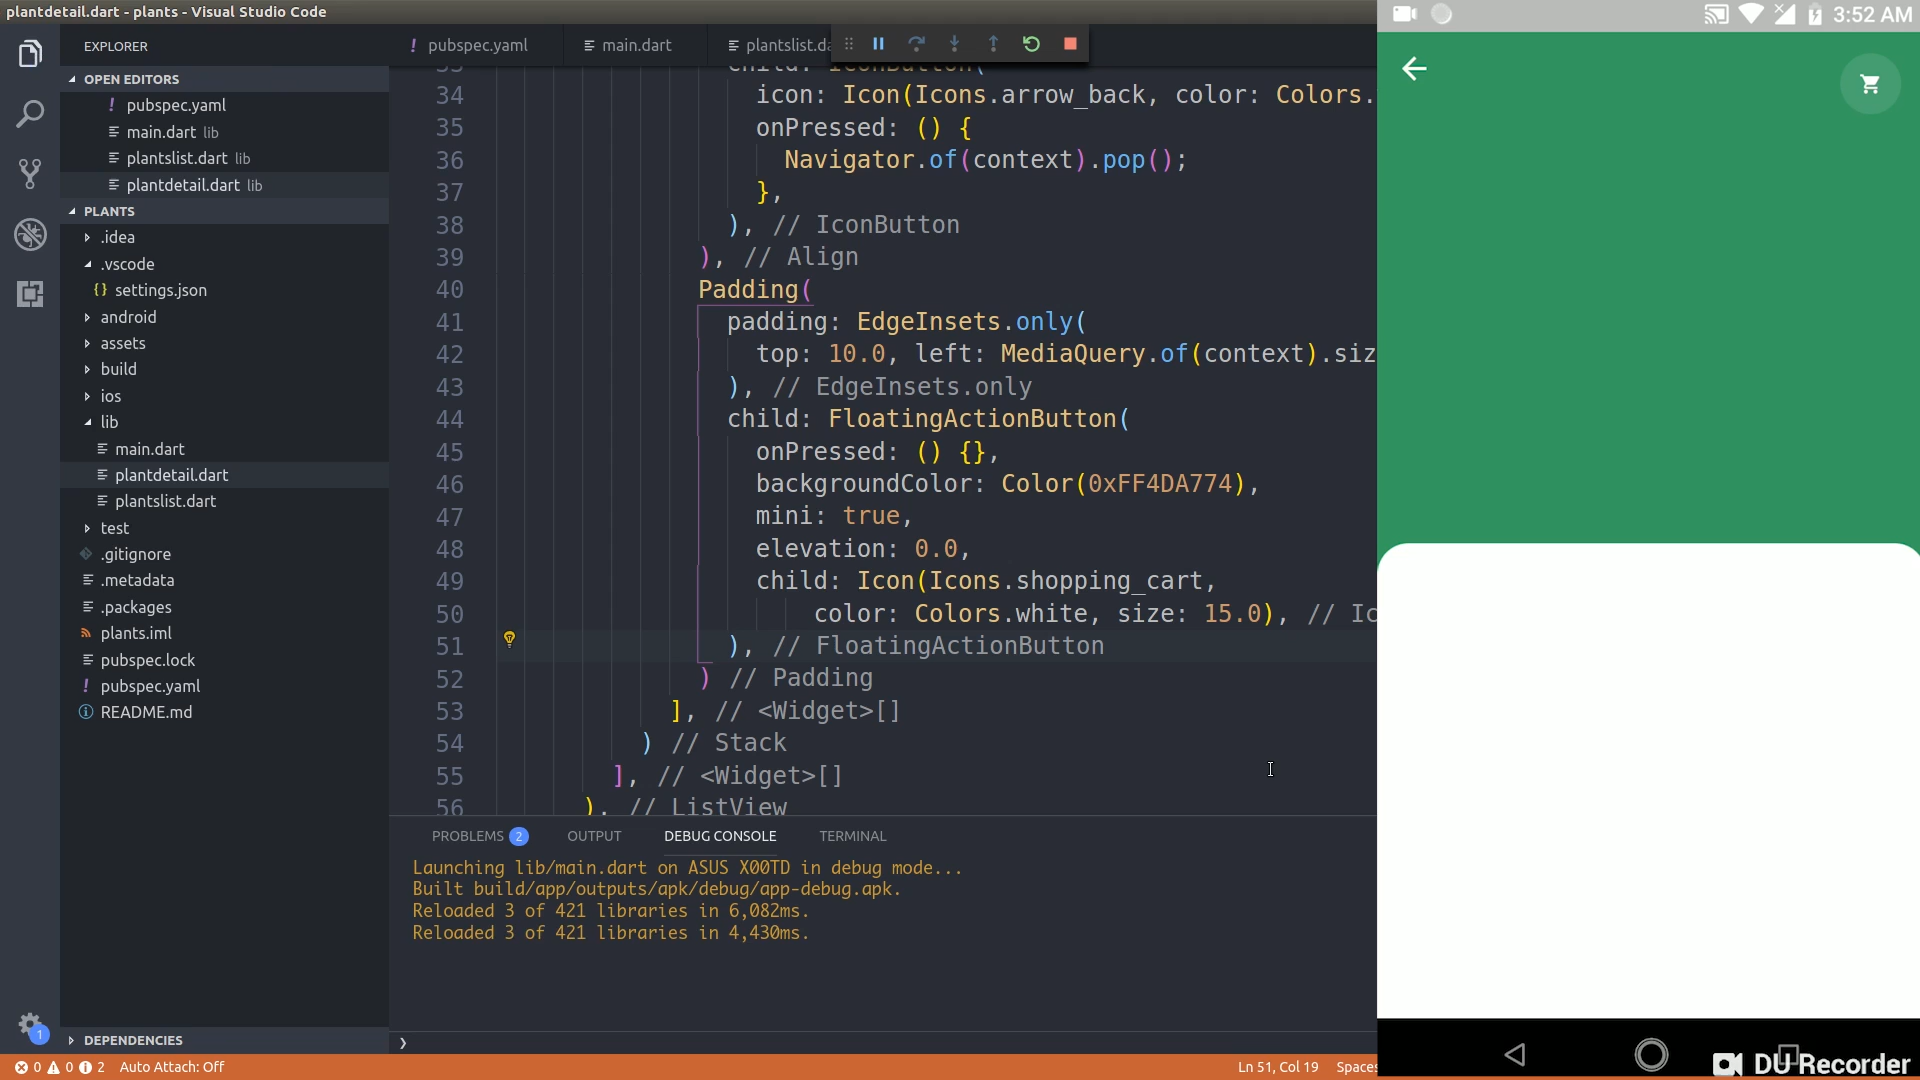 plantdetail.dart - plants - Visual Studio Code
EXPLORER
OPEN EDITORS
! pubspec.yaml
main.dart lib
plantslist.dart lib
plantdetail.dart lib
PLANTS
.idea
.vscode
{} settings.json
android
assets
build
ios
lib
main.dart
plantdetail.dart
plantslist.dart
test
.gitignore
.metadata
.packages
plants.iml
pubspec.lock
! pubspec.yaml
README.md
DEPENDENCIES
1
! pubspec.yaml
main.dart
plantslist.da
child: IconButton(
34 icon: Icon(Icons.arrow_back, color: Colors.
35 onPressed: () {
36 Navigator.of(context).pop();
37 },
38 ), // IconButton
39 ), // Align
40 Padding(
41 padding: EdgeInsets.only(
42 top: 10.0, left: MediaQuery.of(context).siz
43 ), // EdgeInsets.only
44 child: FloatingActionButton(
45 onPressed: () {},
46 backgroundColor: Color(0xFF4DA774),
47 mini: true,
48 elevation: 0.0,
49 child: Icon(Icons.shopping_cart,
50 color: Colors.white, size: 15.0), // Ic
51 ), // FloatingActionButton
52 ) // Padding
53 ], // <Widget>[]
54 ) // Stack
55 ], // <Widget>[]
56 ), // ListView
PROBLEMS 2 OUTPUT DEBUG CONSOLE TERMINAL
Launching lib/main.dart on ASUS X00TD in debug mode...
Built build/app/outputs/apk/debug/app-debug.apk.
Reloaded 3 of 421 libraries in 6,082ms.
Reloaded 3 of 421 libraries in 4,430ms.
0 0 2 Auto Attach: Off
Ln 51, Col 19 Spaces
3:52 AM
DU Recorder